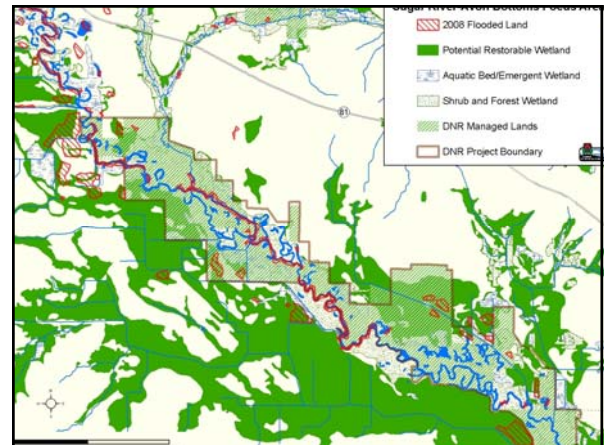 Sugar River Avon Bottoms Focus Area
2008 Flooded Land
Potential Restorable Wetland
Aquatic Bed/Emergent Wetland
Shrub and Forest Wetland
DNR Managed Lands
DNR Project Boundary
81